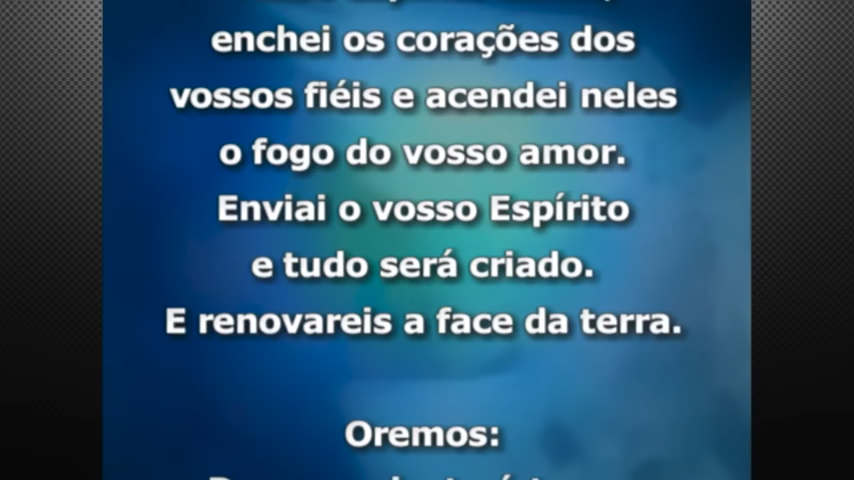 enchei os corações dos
vossos fiéis e acendei neles
o fogo do vosso amor.
Enviai o vosso Espírito
e tudo será criado.
E renovareis a face da terra.
Oremos: